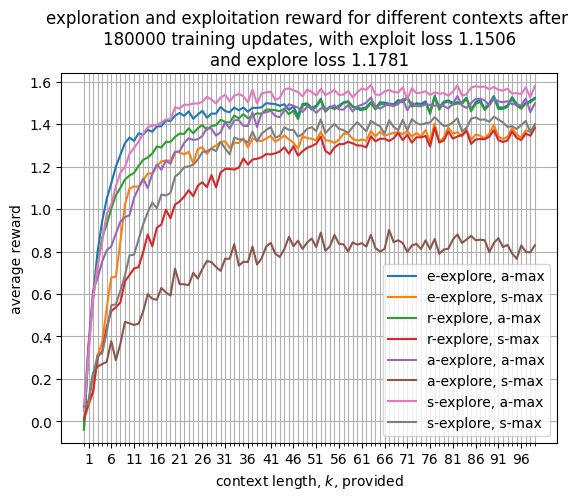 exploration and exploitation reward for different contexts after
180000 training updates, with exploit loss 1.1506
and explore loss 1.1781
1.6
1.4
1.2
1.0
0.8
0.6
0.4
0.2
0.0
average reward
e-explore, a-max
e-explore, s-max
r-explore, a-max
r-explore, s-max
a-explore, a-max
a-explore, s-max
s-explore, a-max
s-explore, s-max
1 6 11 16 21 26 31 36 41 46 51 56 61 66 71 76 81 86 91 96
context length, k, provided